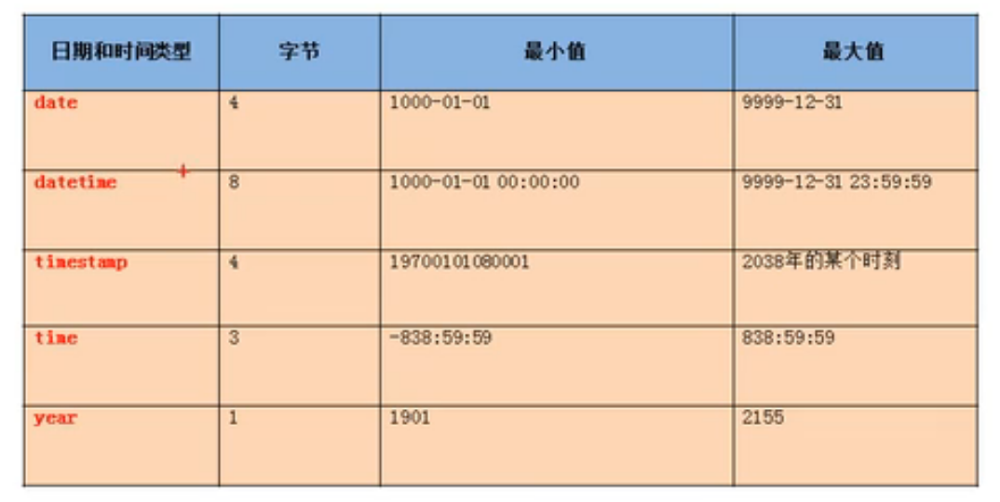 日期和时间类型 字节 最小值 最大值
date 4 1000-01-01 9999-12-31
datetime 8 1000-01-01 00:00:00 9999-12-31 23:59:59
timestamp 4 19700101080001 2038年的某个时刻
time 3 -838:59:59 838:59:59
year 1 1901 2155